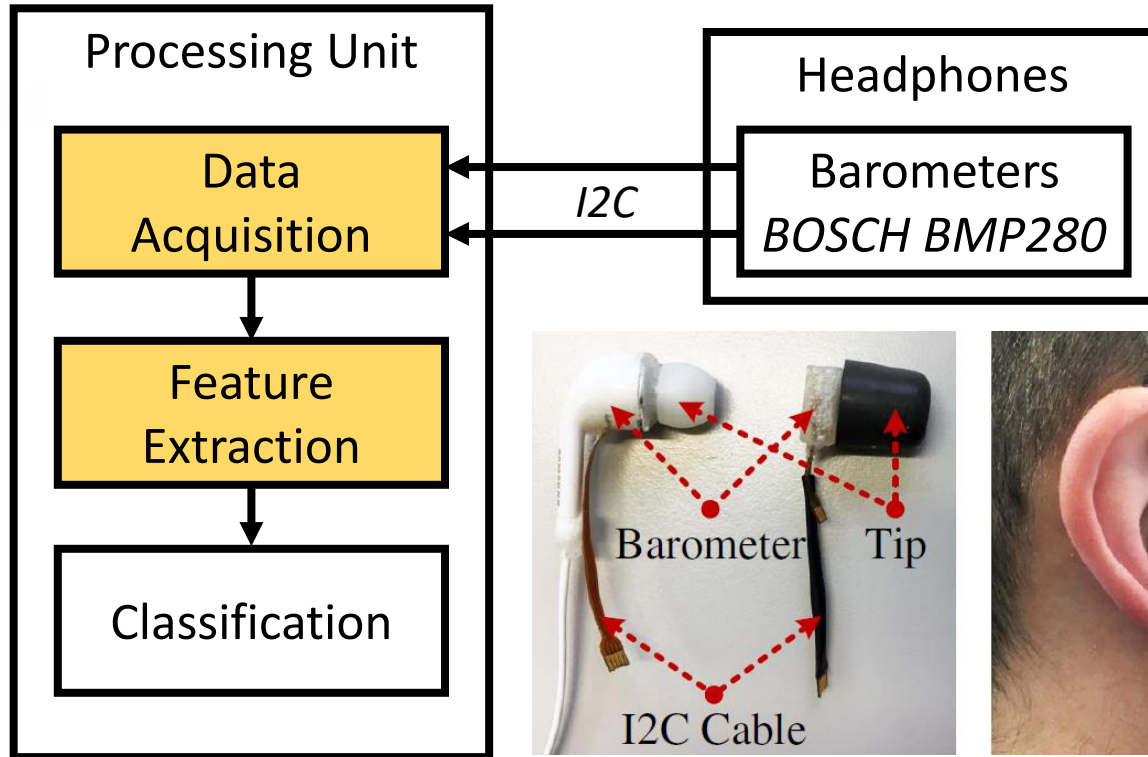 Processing Unit
Data
Acquisition
Feature
Extraction
Classification
I2C
Headphones
Barometers
BOSCH BMP280
Barometer
Tip
I2C Cable